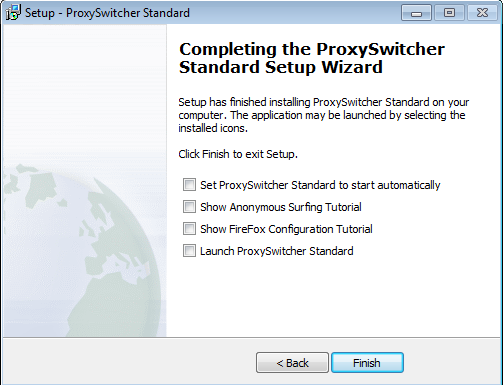 Setup - ProxySwitcher Standard
Completing the ProxySwitcher
Standard Setup Wizard
Setup has finished installing ProxySwitcher Standard on your
computer. The application may be launched by selecting the
installed icons.
Click Finish to exit Setup.
Set ProxySwitcher Standard to start automatically
Show Anonymous Surfing Tutorial
Show FireFox Configuration Tutorial
Launch ProxySwitcher Standard
< Back
Finish